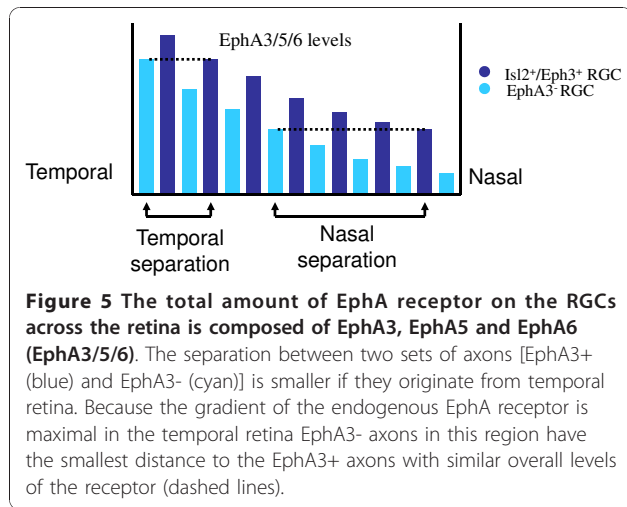 EphA3/5/6 levels
Isl2⁺/Eph3⁺ RGC
EphA3⁻ RGC
Temporal
Nasal
Temporal
separation
Nasal
separation
Figure 5 The total amount of EphA receptor on the RGCs
across the retina is composed of EphA3, EphA5 and EphA6
(EphA3/5/6). The separation between two sets of axons [EphA3+
(blue) and EphA3- (cyan)] is smaller if they originate from temporal
retina. Because the gradient of the endogenous EphA receptor is
maximal in the temporal retina EphA3- axons in this region have
the smallest distance to the EphA3+ axons with similar overall levels
of the receptor (dashed lines).